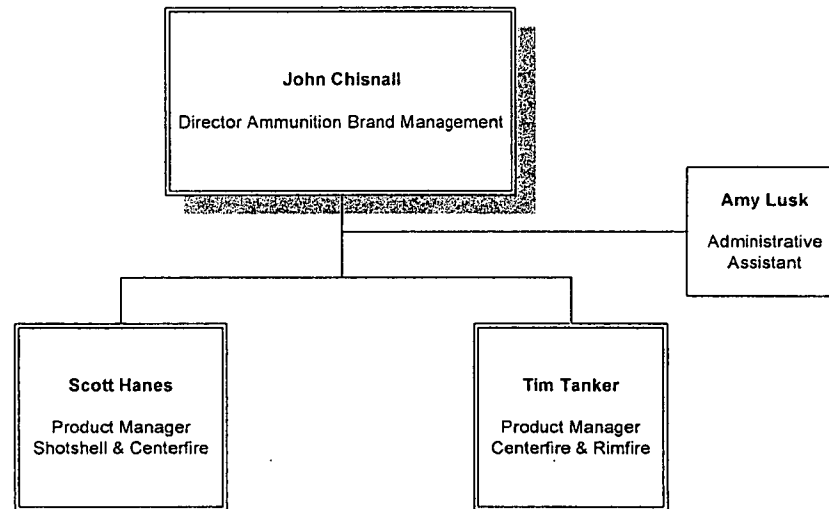 John Chisnall
Director Ammunition Brand Management
Amy Lusk
Administrative
Assistant
Scott Hanes
Product Manager
Shotshell & Centerfire
Tim Tanker
Product Manager
Centerfire & Rimfire